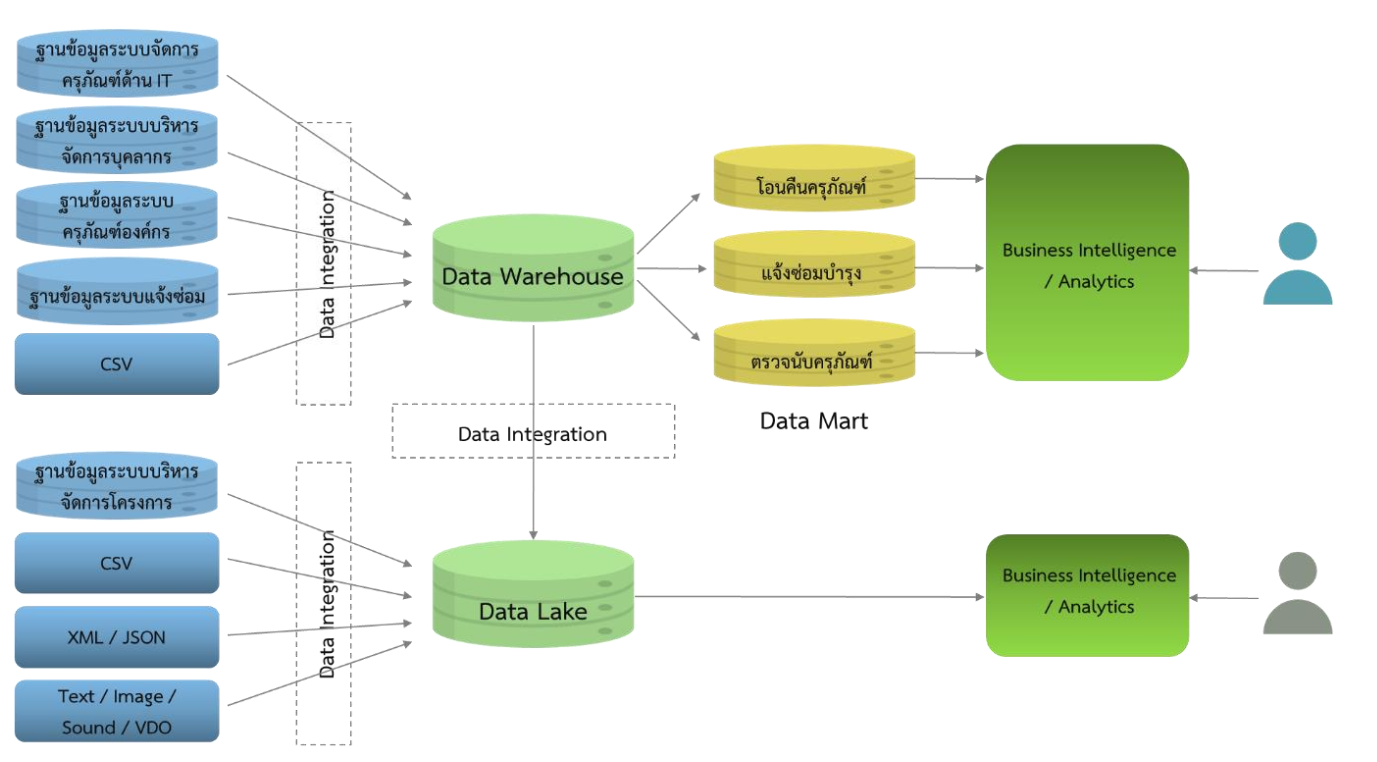 ฐานข้อมูลระบบจัดการ
ครุภัณฑ์ด้าน IT
ฐานข้อมูลระบบบริหาร
จัดการบุคลากร
ฐานข้อมูลระบบ
ครุภัณฑ์องค์กร
ฐานข้อมูลระบบแจ้งซ่อม
CSV
Data Integration
Data Warehouse
โอนคืนครุภัณฑ์
แจ้งซ่อมบำรุง
ตรวจนับครุภัณฑ์
Data Mart
Business Intelligence
/ Analytics
Data Integration
ฐานข้อมูลระบบบริหาร
จัดการโครงการ
CSV
XML / JSON
Text / Image /
Sound / VDO
Data Integration
Data Lake
Business Intelligence
/ Analytics